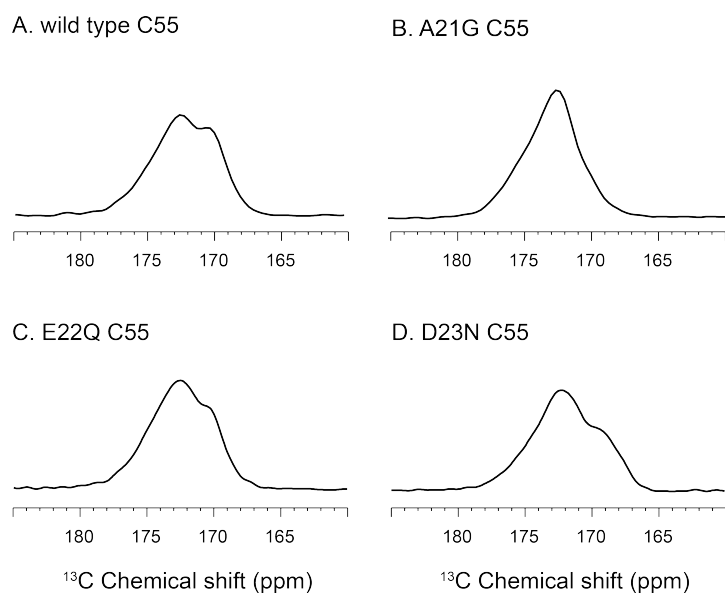 A. wild type C55
B. A21G C55
180 175 170 165
180 175 170 165
C. E22Q C55
D. D23N C55
180 175 170 165
180 175 170 165
¹³C Chemical shift (ppm)
¹³C Chemical shift (ppm)